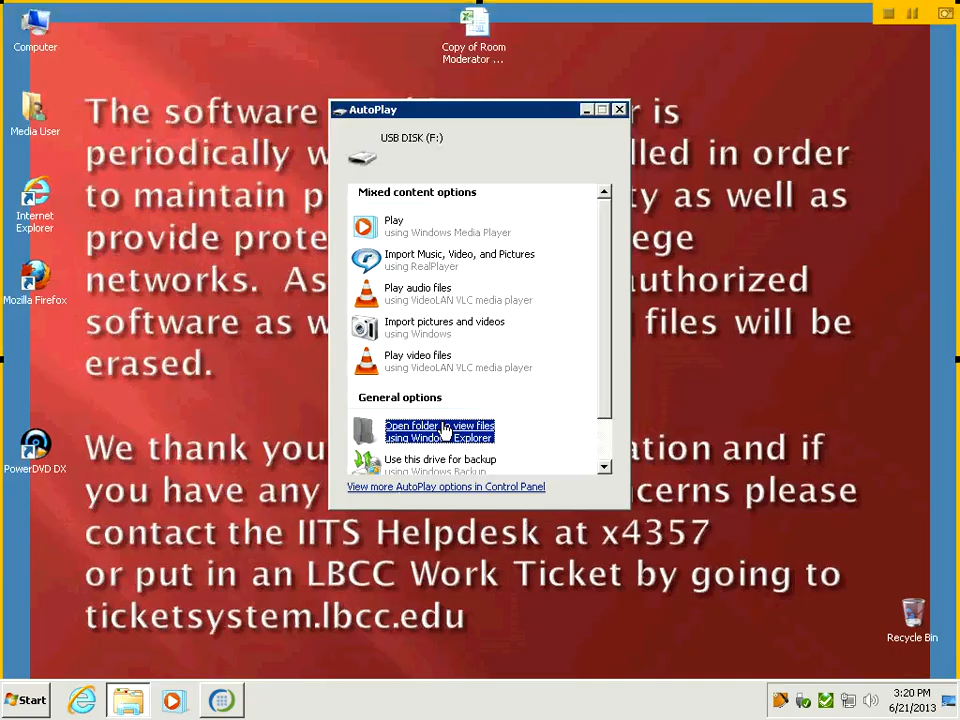 Computer
Copy of Room
Moderator ...
Media User
Internet
Explorer
Mozilla Firefox
PowerDVD DX
Recycle Bin
The software
er is
periodically w
lled in order
to maintain p
ty as well as
provide prote
lege
networks. As
uthorized
software as w
files will be
erased.
We thank you
ation and if
you have any
cerns please
contact the IITS Helpdesk at x4357
or put in an LBCC Work Ticket by going to
ticketsystem.lbcc.edu
AutoPlay
USB DISK (F:)
Mixed content options
Play
using Windows Media Player
Import Music, Video, and Pictures
using RealPlayer
Play audio files
using VideoLAN VLC media player
Import pictures and videos
using Windows
Play video files
using VideoLAN VLC media player
General options
Open folder to view files
using Windows Explorer
Use this drive for backup
using Windows Backup
View more AutoPlay options in Control Panel
Start
3:20 PM
6/21/2013